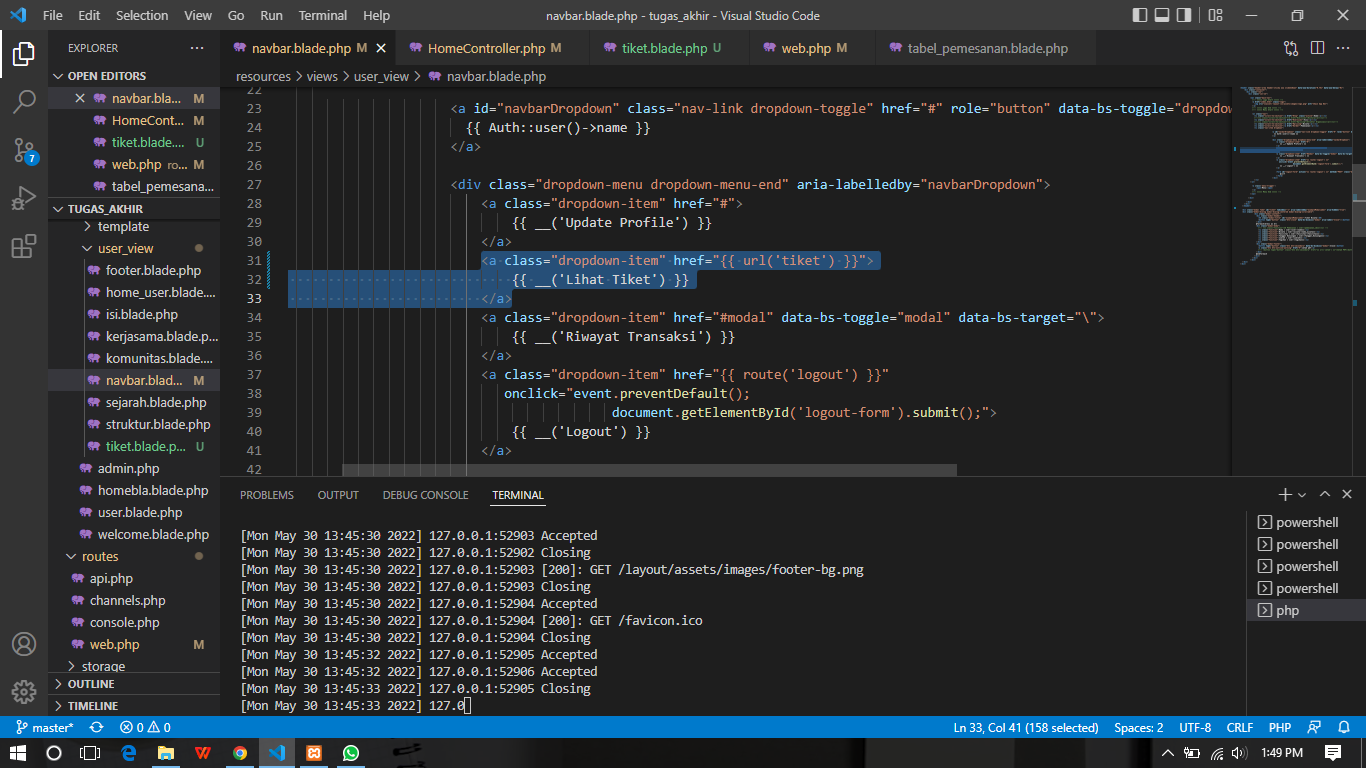 File Edit Selection View Go Run Terminal Help
navbar.blade.php - tugas_akhir - Visual Studio Code
EXPLORER
OPEN EDITORS
navbar.bla... M
HomeCont... M
tiket.blade.... U
web.php ro... M
tabel_pemesana...
TUGAS_AKHIR
template
user_view
footer.blade.php
home_user.blade....
isi.blade.php
kerjasama.blade.p...
komunitas.blade....
navbar.blad... M
sejarah.blade.php
struktur.blade.php
tiket.blade.p... U
admin.php
homebla.blade.php
user.blade.php
welcome.blade.php
routes
api.php
channels.php
console.php
web.php M
storage
OUTLINE
TIMELINE
7
navbar.blade.php M
HomeController.php M
tiket.blade.php U
web.php M
tabel_pemesanan.blade.php
resources > views > user_view > navbar.blade.php
22
23 <a id="navbarDropdown" class="nav-link dropdown-toggle" href="#" role="button" data-bs-toggle="dropdow
24 {{ Auth::user()->name }}
25 </a>
26
27 <div class="dropdown-menu dropdown-menu-end" aria-labelledby="navbarDropdown">
28 <a class="dropdown-item" href="#">
29 {{ __('Update Profile') }}
30 </a>
31 <a class="dropdown-item" href="{{ url('tiket') }}">
32 {{ __('Lihat Tiket') }}
33 </a>
34 <a class="dropdown-item" href="#modal" data-bs-toggle="modal" data-bs-target="\">
35 {{ __('Riwayat Transaksi') }}
36 </a>
37 <a class="dropdown-item" href="{{ route('logout') }}"
38 onclick="event.preventDefault();
39 document.getElementById('logout-form').submit();">
40 {{ __('Logout') }}
41 </a>
42
PROBLEMS OUTPUT DEBUG CONSOLE TERMINAL
[Mon May 30 13:45:30 2022] 127.0.0.1:52903 Accepted
[Mon May 30 13:45:30 2022] 127.0.0.1:52902 Closing
[Mon May 30 13:45:30 2022] 127.0.0.1:52903 [200]: GET /layout/assets/images/footer-bg.png
[Mon May 30 13:45:30 2022] 127.0.0.1:52903 Closing
[Mon May 30 13:45:30 2022] 127.0.0.1:52904 Accepted
[Mon May 30 13:45:30 2022] 127.0.0.1:52904 [200]: GET /favicon.ico
[Mon May 30 13:45:30 2022] 127.0.0.1:52904 Closing
[Mon May 30 13:45:32 2022] 127.0.0.1:52905 Accepted
[Mon May 30 13:45:32 2022] 127.0.0.1:52906 Accepted
[Mon May 30 13:45:33 2022] 127.0.0.1:52905 Closing
[Mon May 30 13:45:33 2022] 127.0
powershell
powershell
powershell
powershell
php
master* 0 0
Ln 33, Col 41 (158 selected) Spaces: 2 UTF-8 CRLF PHP
1:49 PM